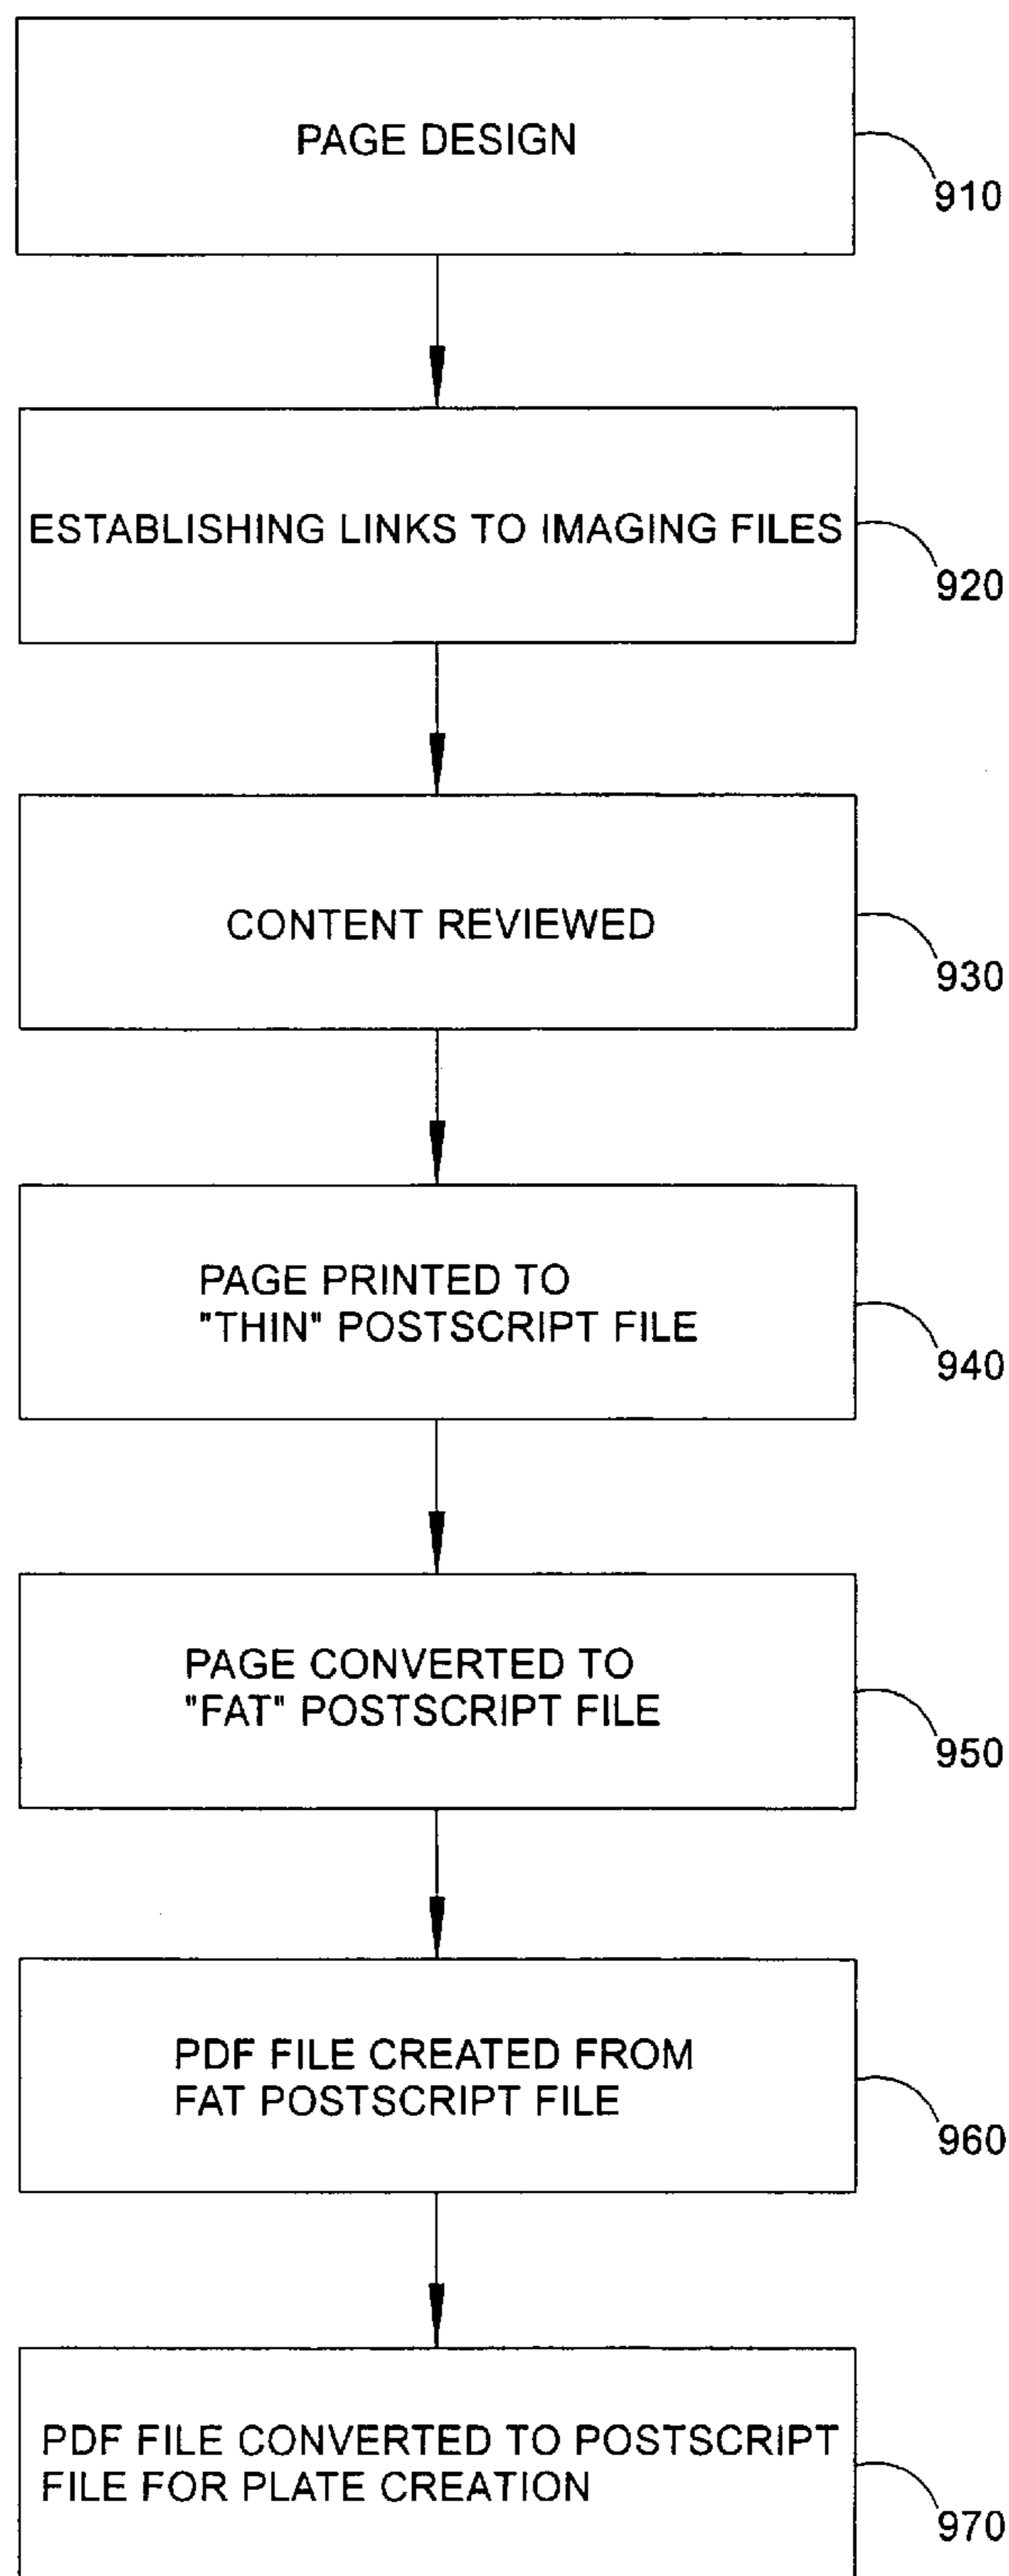 PAGE DESIGN
910
ESTABLISHING LINKS TO IMAGING FILES
920
CONTENT REVIEWED
930
PAGE PRINTED TO
"THIN" POSTSCRIPT FILE
940
PAGE CONVERTED TO
"FAT" POSTSCRIPT FILE
950
PDF FILE CREATED FROM
FAT POSTSCRIPT FILE
960
PDF FILE CONVERTED TO POSTSCRIPT
FILE FOR PLATE CREATION
970